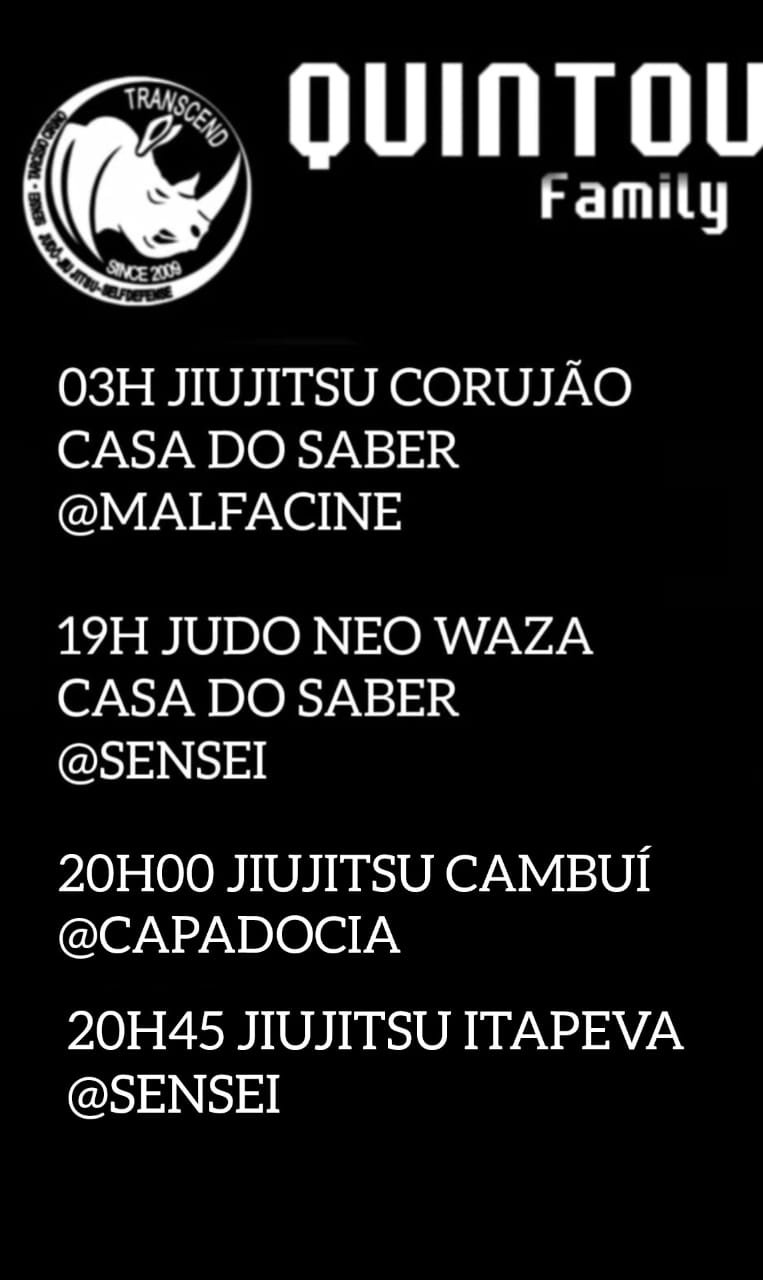 TRANSCEND
SINCE 2009
QUINTOU
Family
03H JIUJITSU CORUJÃO
CASA DO SABER
@MALFACINE
19H JUDO NEO WAZA
CASA DO SABER
@SENSEI
20H00 JIUJITSU CAMBUÍ
@CAPADOCIA
20H45 JIUJITSU ITAPEVA
@SENSEI